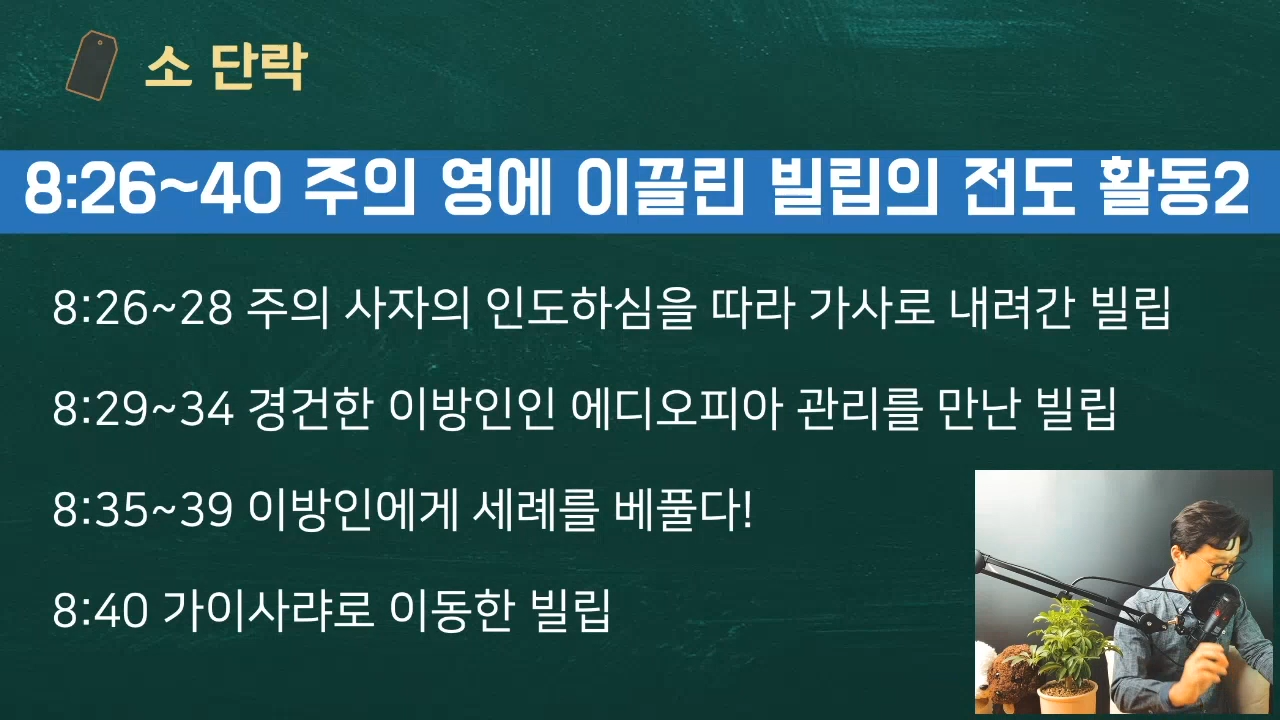 소 단락
8:26~40 주의 영에 이끌린 빌립의 전도 활동2
8:26~28 주의 사자의 인도하심을 따라 가사로 내려간 빌립
8:29~34 경건한 이방인인 에디오피아 관리를 만난 빌립
8:35~39 이방인에게 세례를 베풀다!
8:40 가이사랴로 이동한 빌립